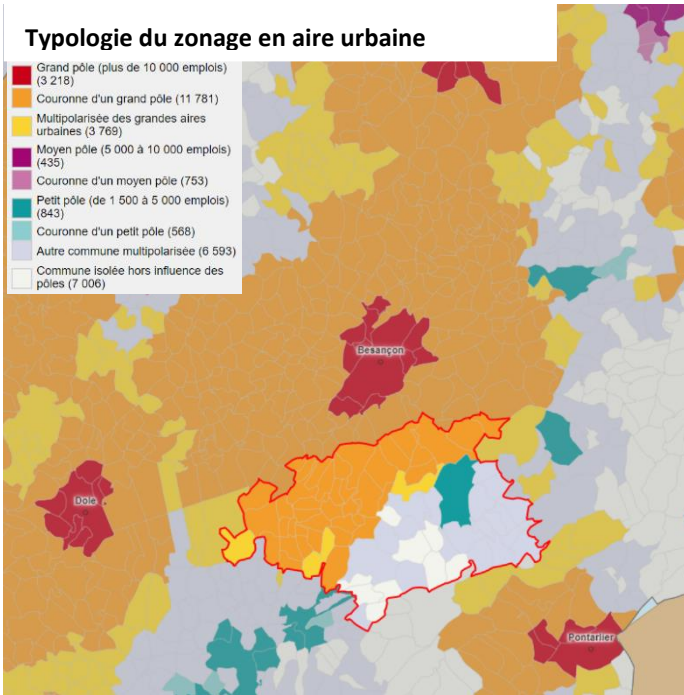 Typologie du zonage en aire urbaine
Grand pôle (plus de 10 000 emplois)
(3 218)
Couronne d'un grand pôle (11 781)
Multipolarisée des grandes aires
urbaines (3 769)
Moyen pôle (5 000 à 10 000 emplois)
(435)
Couronne d'un moyen pôle (753)
Petit pôle (de 1 500 à 5 000 emplois)
(843)
Couronne d'un petit pôle (568)
Autre commune multipolarisée (6 593)
Commune isolée hors influence des
pôles (7 006)
Besançon
Dole
Pontarlier